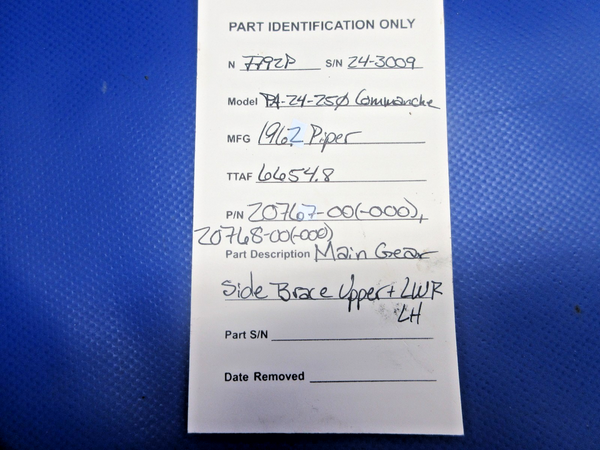 PART IDENTIFICATION ONLY
N 7792P S/N 24-3009
Model PA-24-250 Commanche
MFG 1962 Piper
TTAF 6654.8
P/N 20767-00(-000),
20768-00(-000)
Part Description Main Gear
Side Brace Upper + LWR
LH
Part S/N
Date Removed